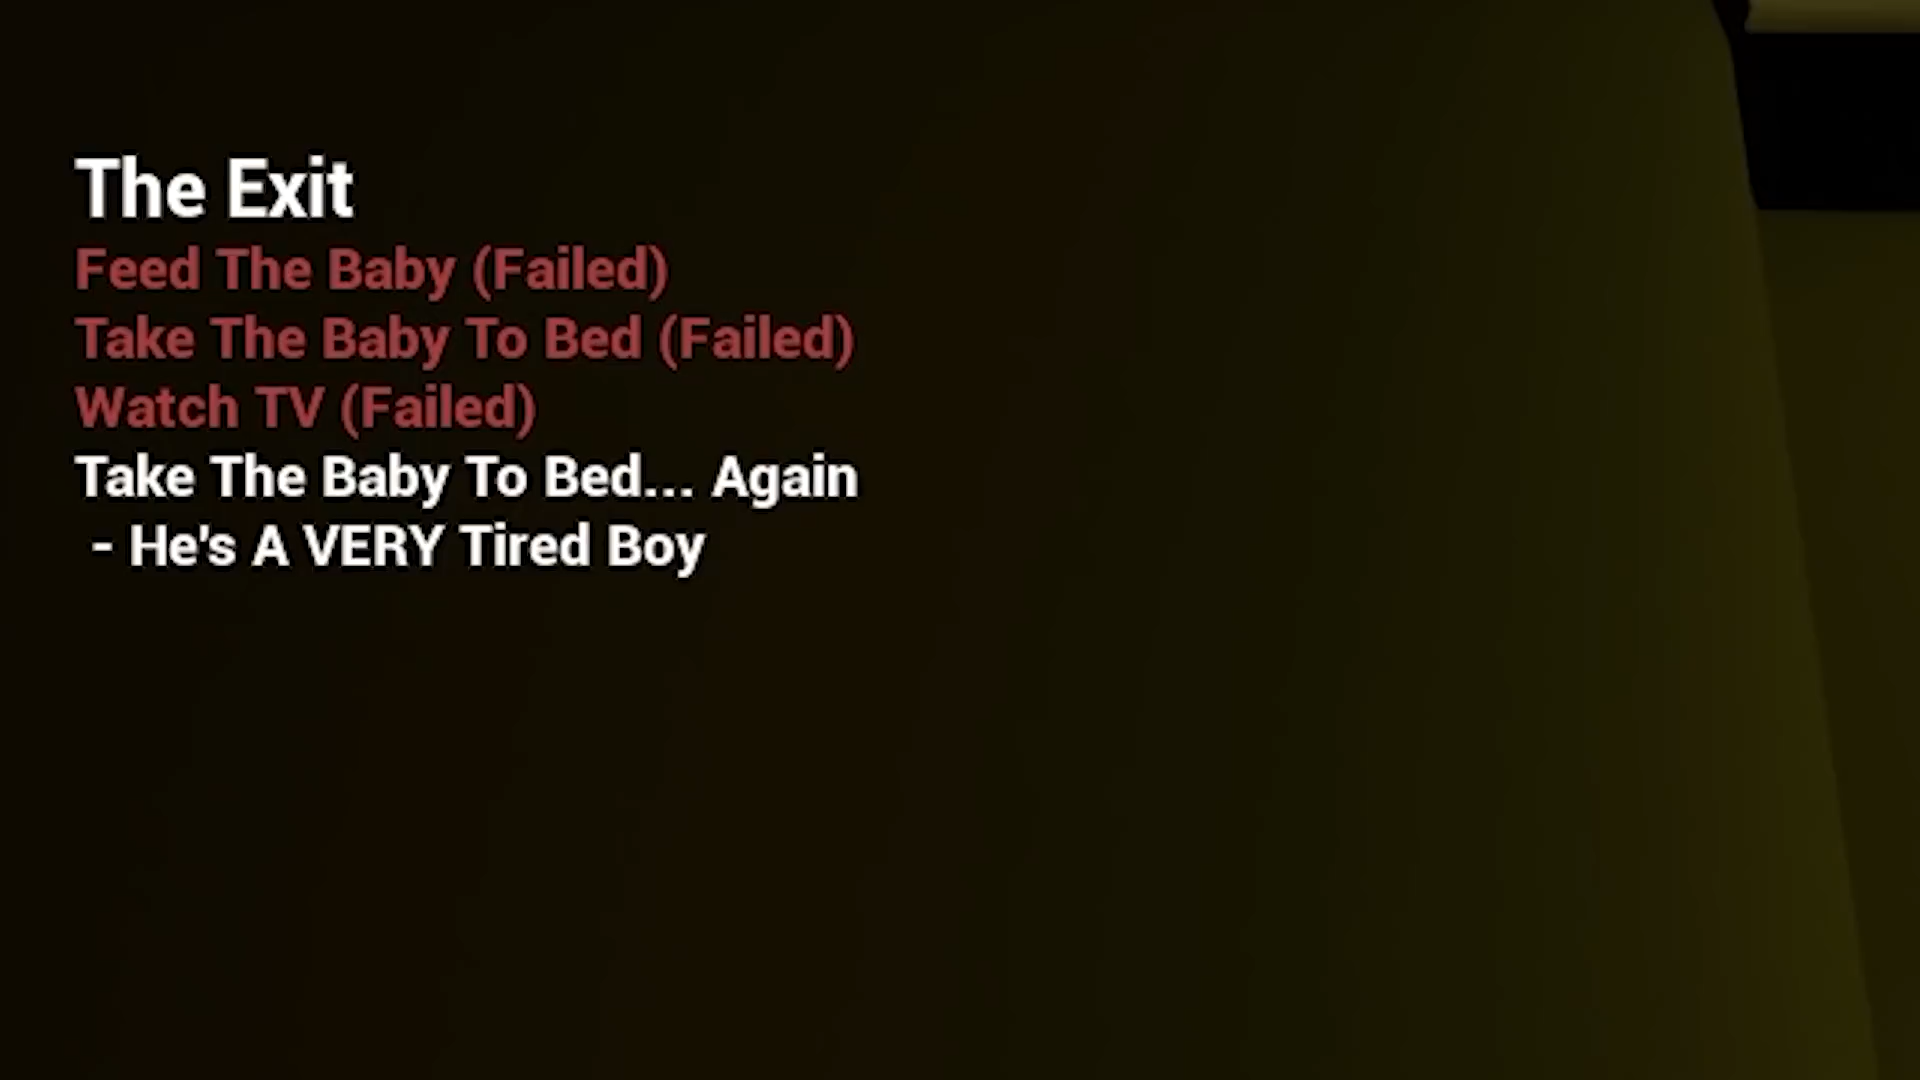 The Exit
Feed The Baby (Failed)
Take The Baby To Bed (Failed)
Watch TV (Failed)
Take The Baby To Bed... Again
- He's A VERY Tired Boy